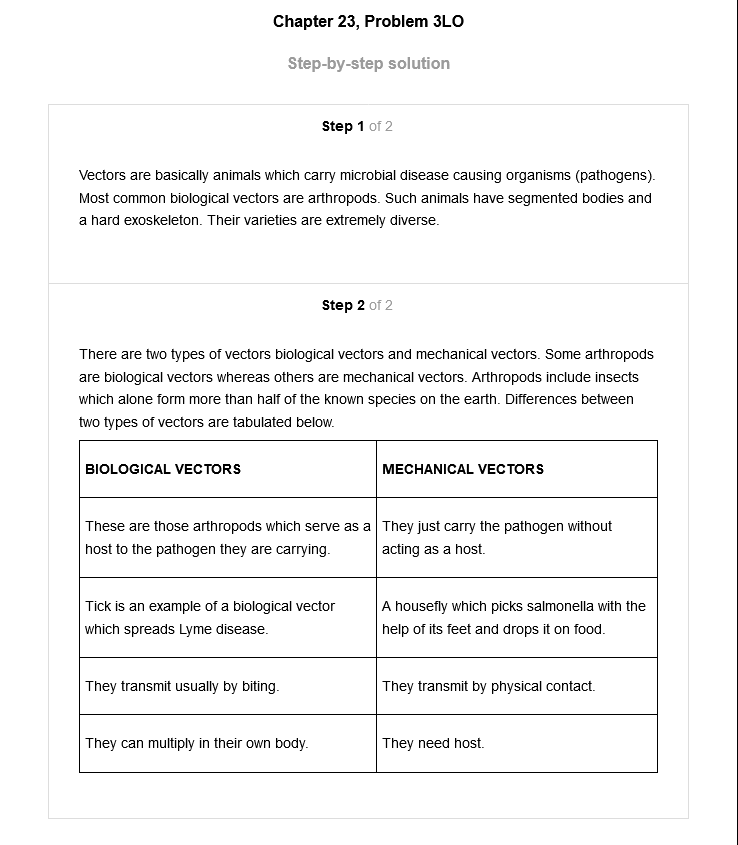 Chapter 23, Problem 3LO
Step-by-step solution
Step 1 of 2
Vectors are basically animals which carry microbial disease causing organisms (pathogens).
Most common biological vectors are arthropods. Such animals have segmented bodies and
a hard exoskeleton. Their varieties are extremely diverse.
Step 2 of 2
There are two types of vectors biological vectors and mechanical vectors. Some arthropods
are biological vectors whereas others are mechanical vectors. Arthropods include insects
which alone form more than half of the known species on the earth. Differences between
two types of vectors are tabulated below.
BIOLOGICAL VECTORS
MECHANICAL VECTORS
These are those arthropods which serve as a
host to the pathogen they are carrying.
They just carry the pathogen without
acting as a host.
Tick is an example of a biological vector
which spreads Lyme disease.
A housefly which picks salmonella with the
help of its feet and drops it on food.
They transmit usually by biting.
They transmit by physical contact.
They can multiply in their own body.
They need host.